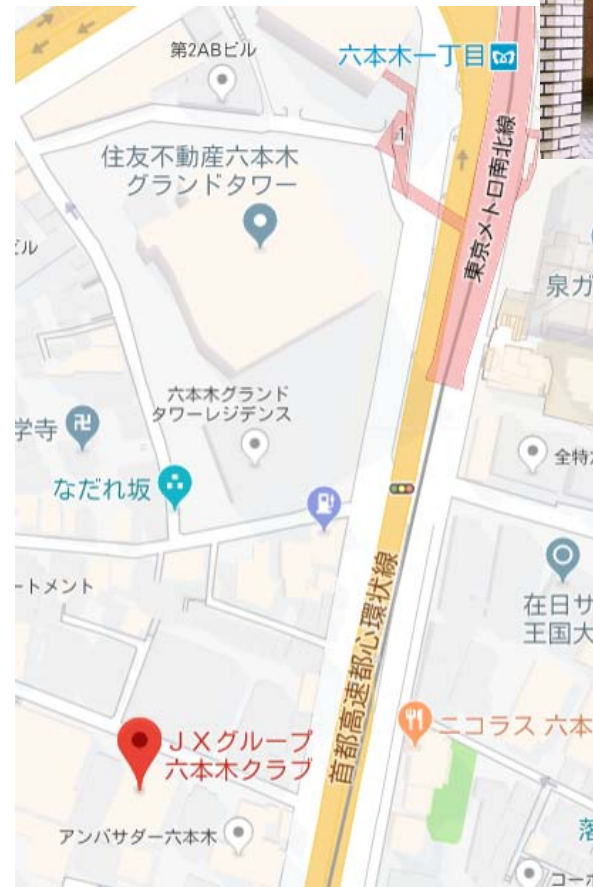 第2ABビル
六本木一丁目
1
住友不動産六本木
グランドタワー
東京メトロ南北線
ビル
泉ガ
六本木グランド
タワーレジデンス
学寺
全特
なだれ坂
ートメント
在日サ
王国大
首都高速都心環状線
ニコラス 六本
JXグループ
六本木クラブ
アンバサダー六本木
落
コーポ